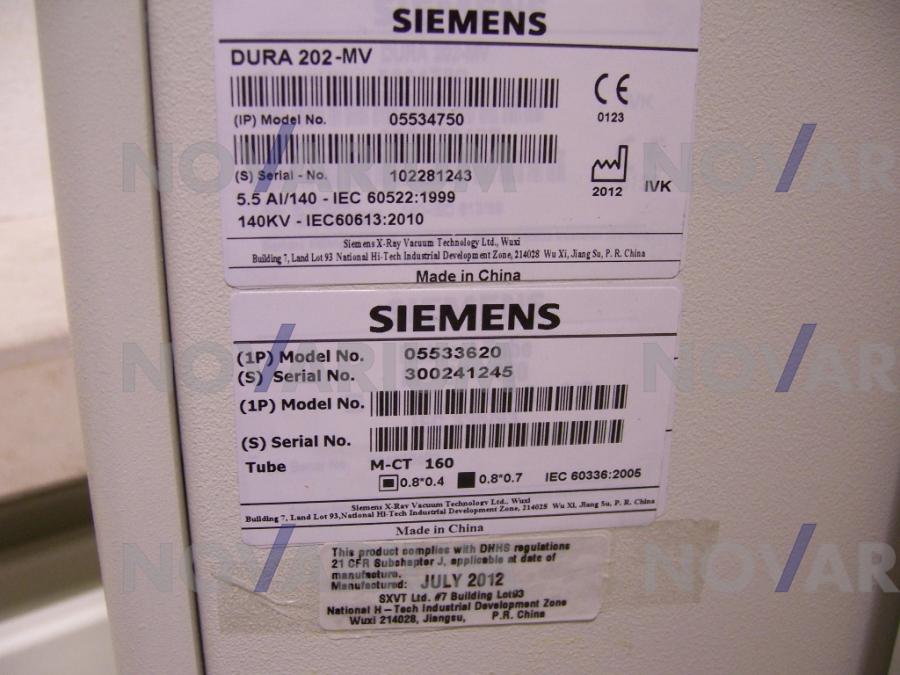 SIEMENS
DURA 202-MV
(IP) Model No. 05534750
0123
(S) Serial - No. 102281243
2012 IVK
5.5 AI/140 - IEC 60522:1999
140KV - IEC60613:2010
Siemens X-Ray Vacuum Technology Ltd., Wuxi
Building 7, Land Lot 93 National Hi-Tech Industrial Development Zone, 214028 Wu Xi, Jiang Su, P. R. China
Made in China
SIEMENS
(1P) Model No. 05533620
(S) Serial No. 300241245
(1P) Model No.
(S) Serial No.
Tube M-CT 160
0.8*0.4 0.8*0.7 IEC 60336:2005
Siemens X-Ray Vacuum Technology Ltd., Wuxi
Building 7, Land Lot 93,National Hi-Tech Industrial Development Zone, 214028 Wu Xi, Jiang Su, P. R. China
Made in China
This product complies with DHHS regulations
21 CFR Subchapter J, applicable at date of
manufacture.
Manufactured: JULY 2012
SXVT Ltd. #7 Building Lot93
National H-Tech Industrial Development Zone
Wuxi 214028, Jiangsu, P.R. China
NOVARIUM
NOVAR
NOVARIUM
NOVAR
NOVARIUM
NOVAR